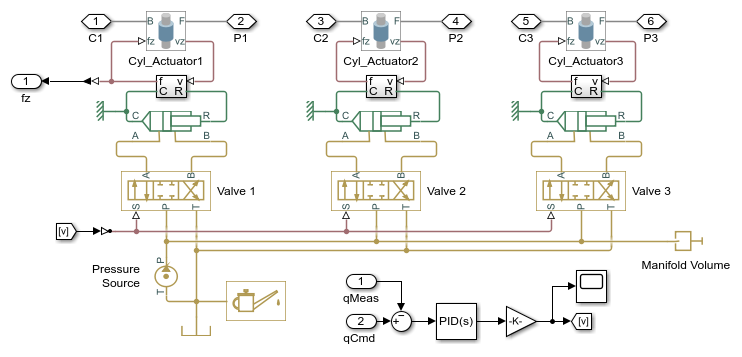 1 B F 2 3 B F 4 5 B F 6
C1 fz vz P1 C2 fz vz P2 C3 fz vz P3
Cyl_Actuator1 Cyl_Actuator2 Cyl_Actuator3
1 f v f v f v
fz C R C R C R
C R C R C R
A B A B A B
A B A B A B
Valve 1 Valve 2 Valve 3
S P T S P T S P T
[v]
Pressure
Source
P
T
Manifold Volume
1
qMeas
2
qCmd
−
+
PID(s)
-K-
[v]